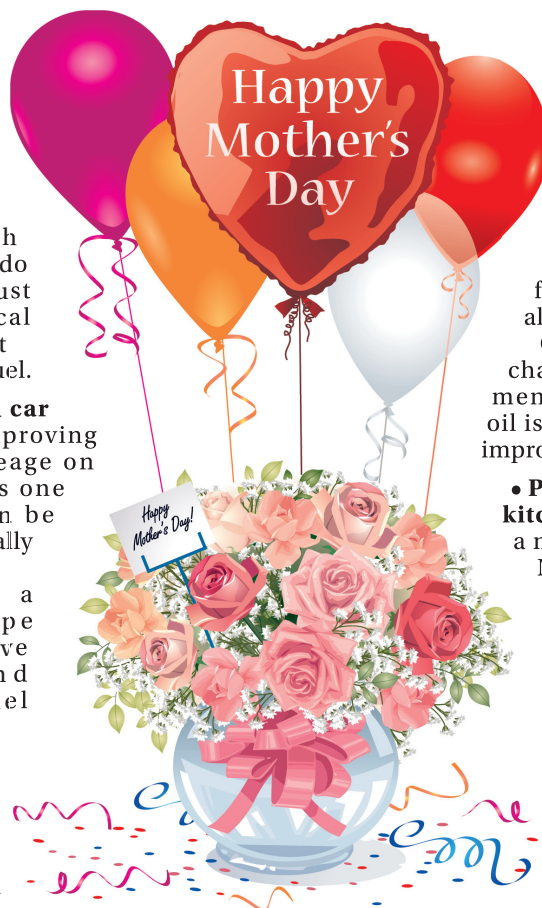 Happy
Mother's
Day
do
ust
cal
t
uel.
car
proving
eage on
s one
n be
ally
a
pe
ve
nd
el
Happy
Mother's Day!
f
al
cha
men
oil is
impro
• P
kitc
a n